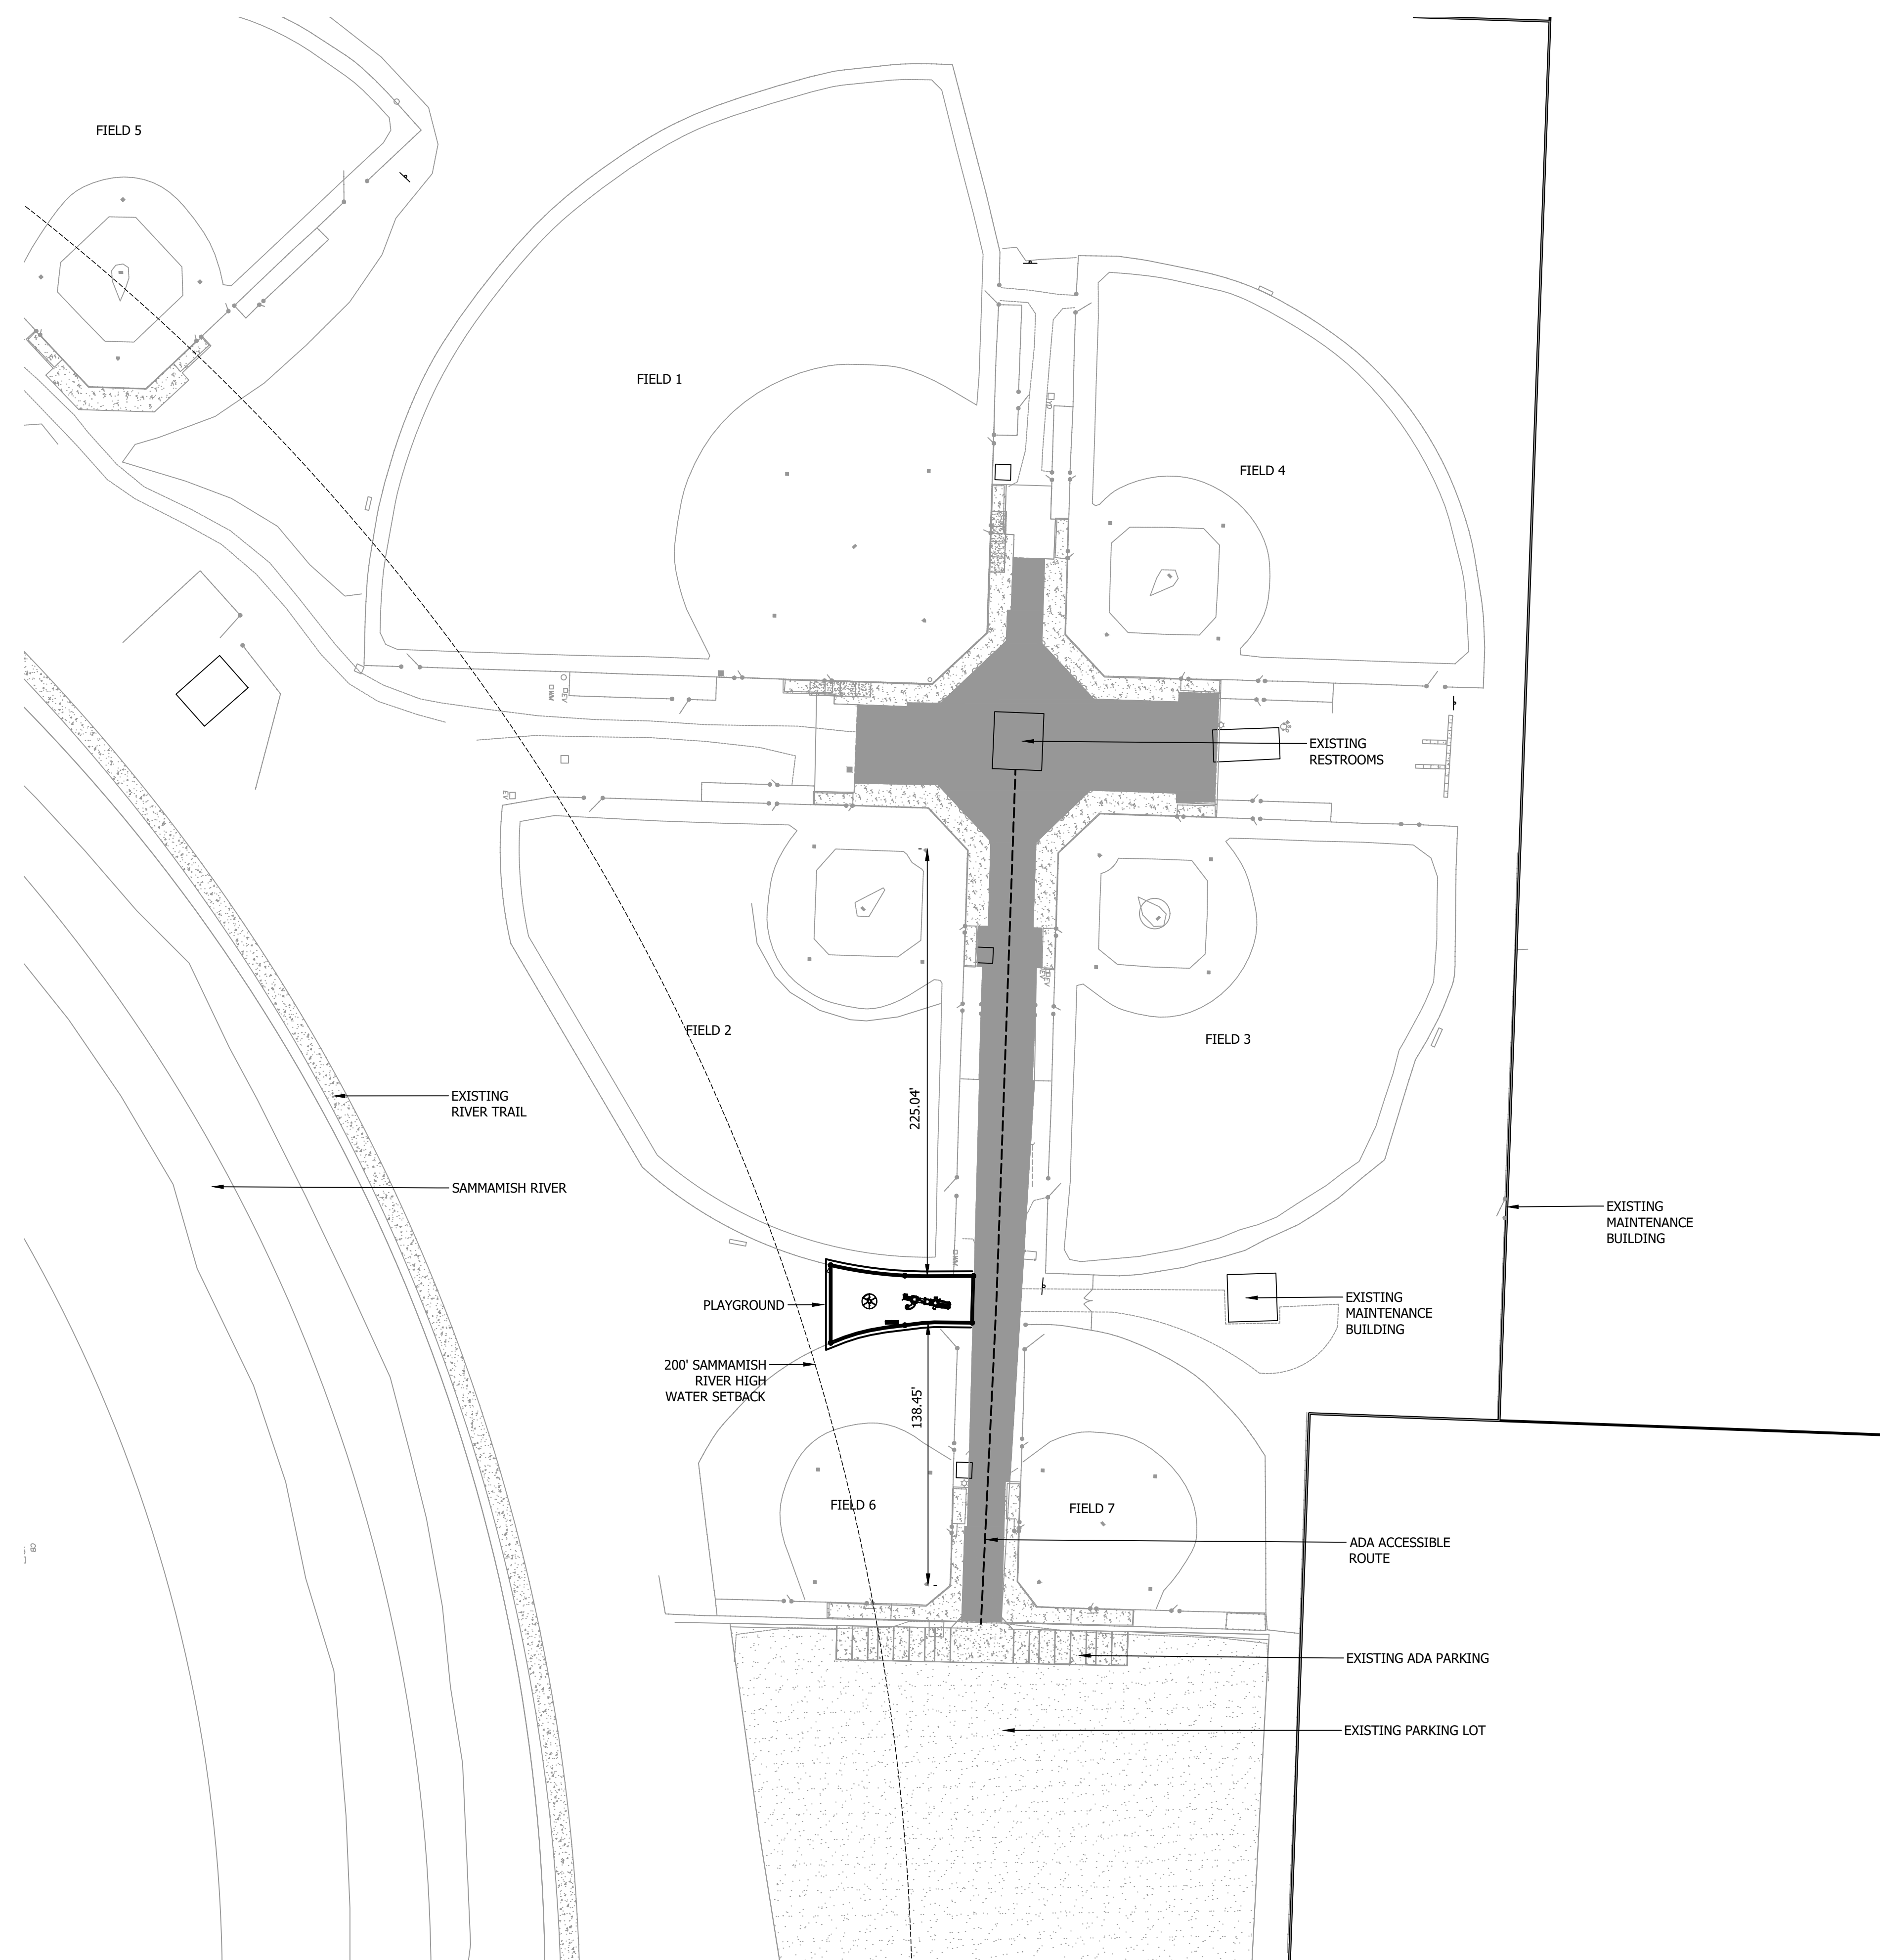 FIELD 5
FIELD 1
FIELD 4
EXISTING
RESTROOMS
FIELD 2
FIELD 3
225.04'
EXISTING
RIVER TRAIL
SAMMAMISH RIVER
EXISTING
MAINTENANCE
BUILDING
PLAYGROUND
EXISTING
MAINTENANCE
BUILDING
200' SAMMAMISH
RIVER HIGH
WATER SETBACK
138.45'
FIELD 6
FIELD 7
ADA ACCESSIBLE
ROUTE
EXISTING ADA PARKING
EXISTING PARKING LOT